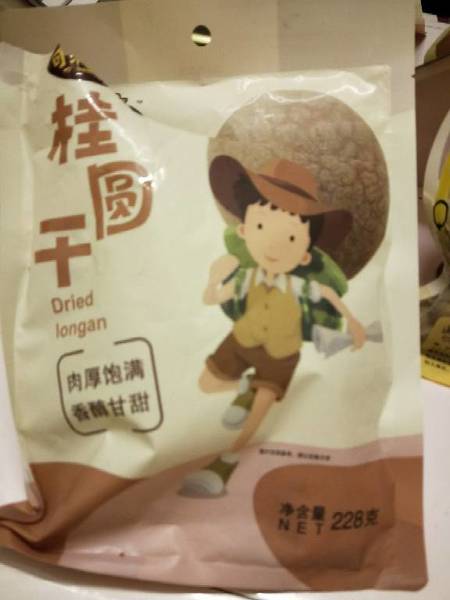 桂圆干
Dried
longan
肉厚饱满
香醇甘甜
净含量
NET 228克